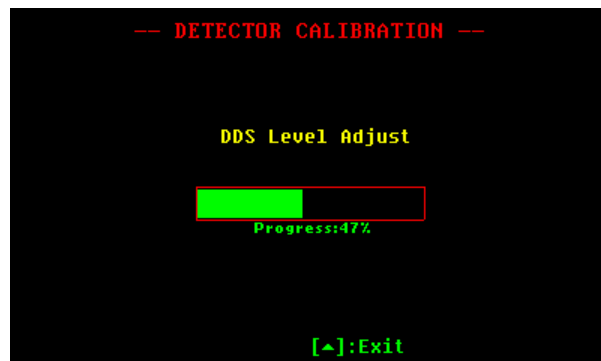 —— DETECTOR CALIBRATION ——
DDS Level Adjust
Progress:47%
[▲]:Exit